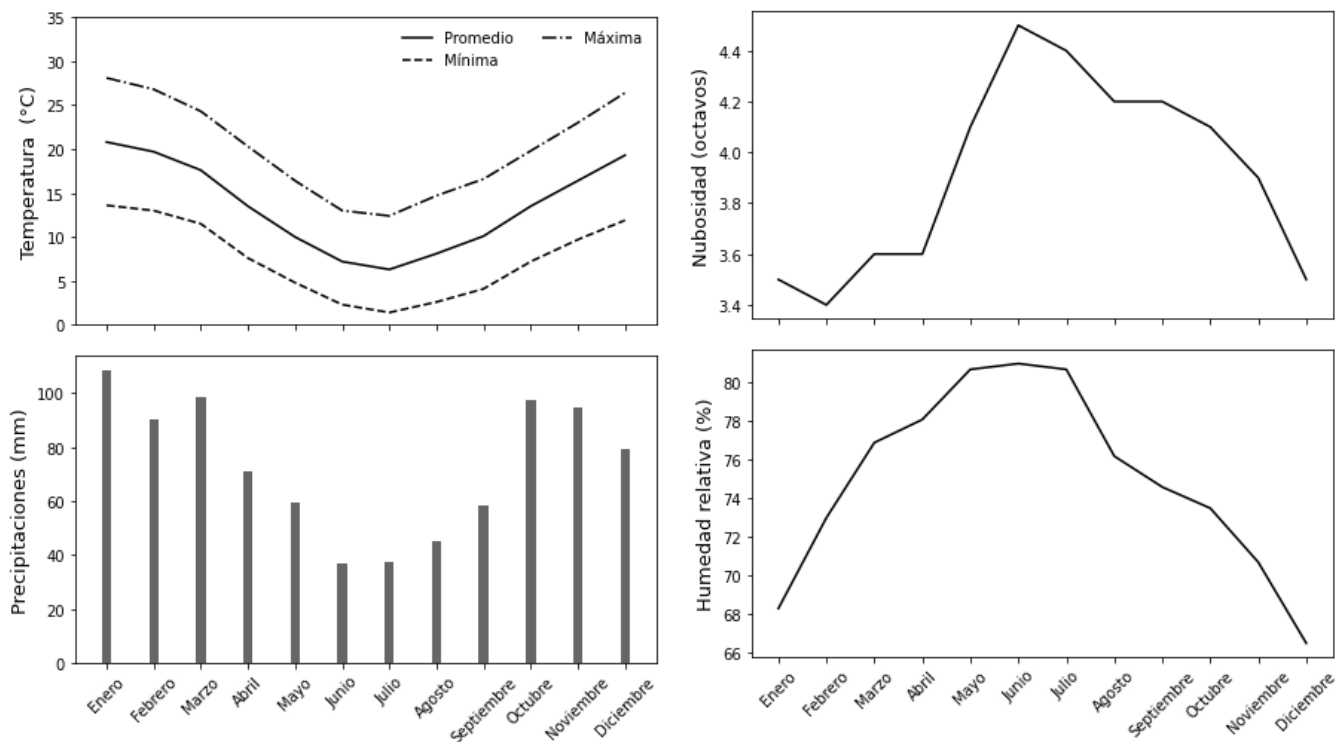 Temperatura (°C)
35
30
25
20
15
10
5
0
Promedio
Mínima
Máxima
Nubosidad (octavos)
4.4
4.2
4.0
3.8
3.6
3.4
Precipitaciones (mm)
100
80
60
40
20
0
Enero
Febrero
Marzo
Abril
Mayo
Junio
Julio
Agosto
Septiembre
Octubre
Noviembre
Diciembre
Humedad relativa (%)
80
78
76
74
72
70
68
66
Enero
Febrero
Marzo
Abril
Mayo
Junio
Julio
Agosto
Septiembre
Octubre
Noviembre
Diciembre